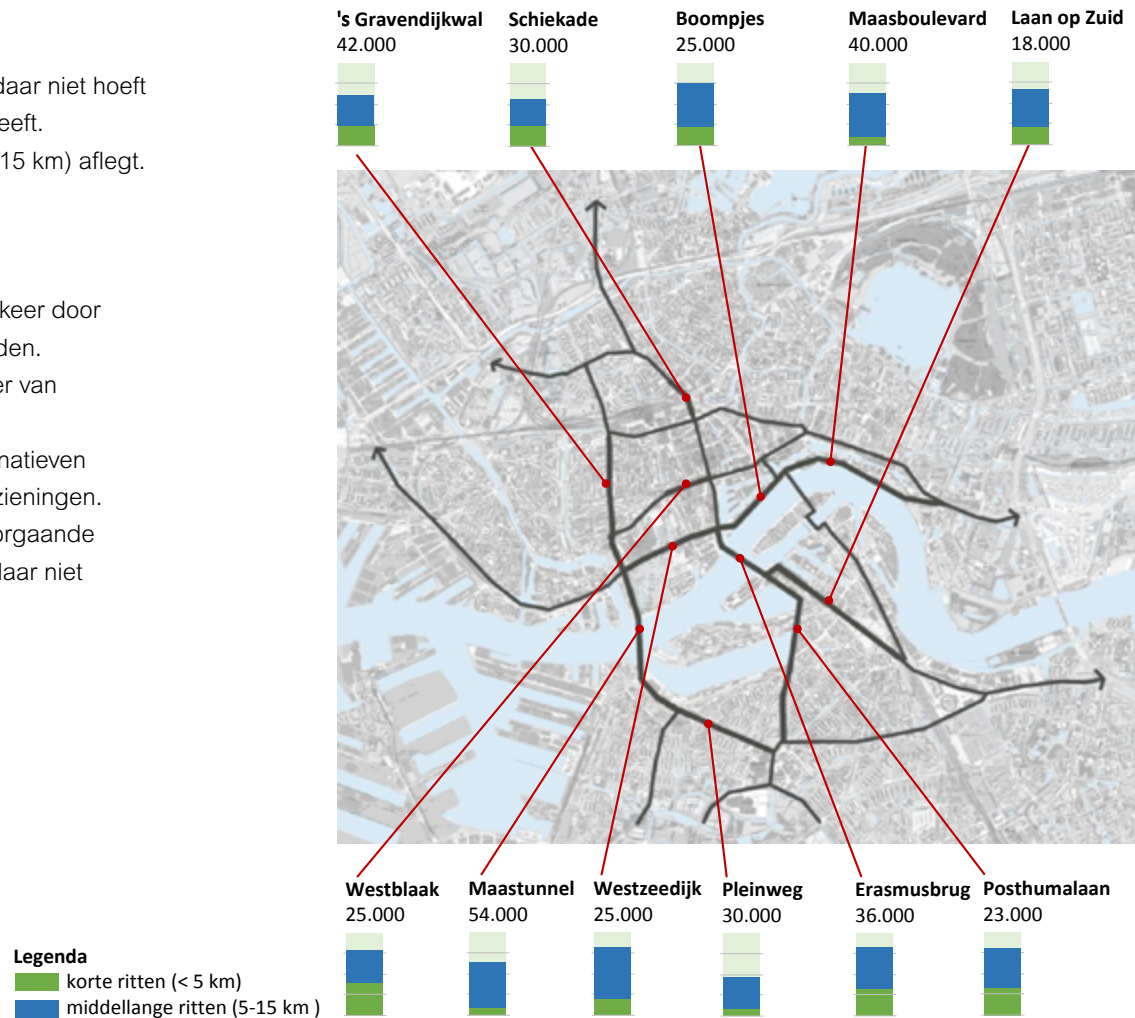 daar niet hoeft
eeft.
15 km) aflegt.
keer door
den.
er van
natieven
zieningen.
orgaande
daar niet
's Gravendijkwal
42.000
Schiekade
30.000
Boompjes
25.000
Maasboulevard
40.000
Laan op Zuid
18.000
Westblaak
25.000
Maastunnel
54.000
Westzeedijk
25.000
Pleinweg
30.000
Erasmusbrug
36.000
Posthumalaan
23.000
Legenda
korte ritten (< 5 km)
middellange ritten (5-15 km )